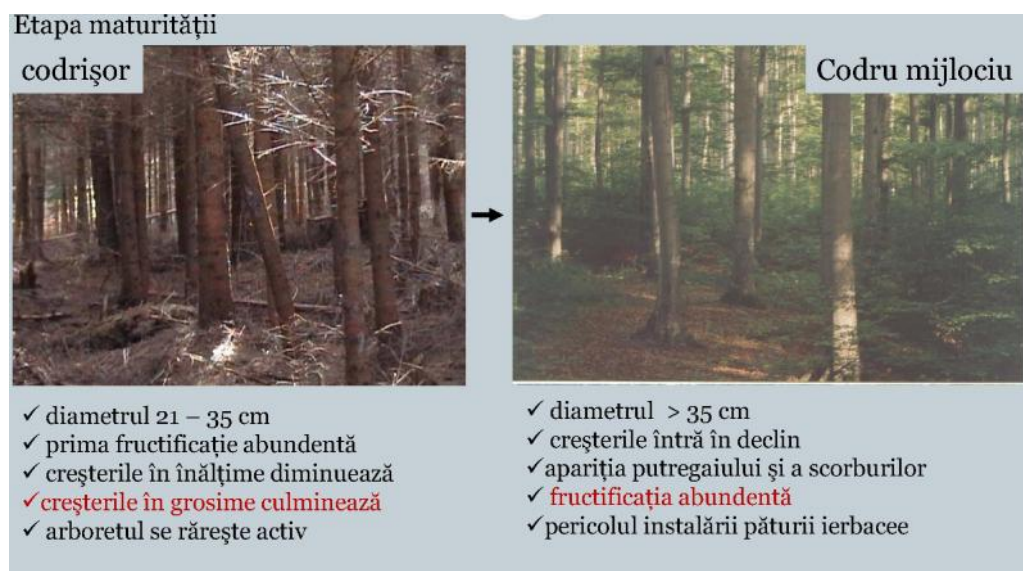 Etapa maturității
codrişor
Codru mijlociu
✓ diametrul 21 – 35 cm
✓ prima fructificație abundentă
✓ creşterile în înălțime diminuează
✓creşterile în grosime culminează
✓ arboretul se răreşte activ
✓ diametrul > 35 cm
✓ creşterile întră în declin
✓apariția putregaiului şi a scorburilor
✓ fructificația abundentă
✓pericolul instalării păturii ierbacee